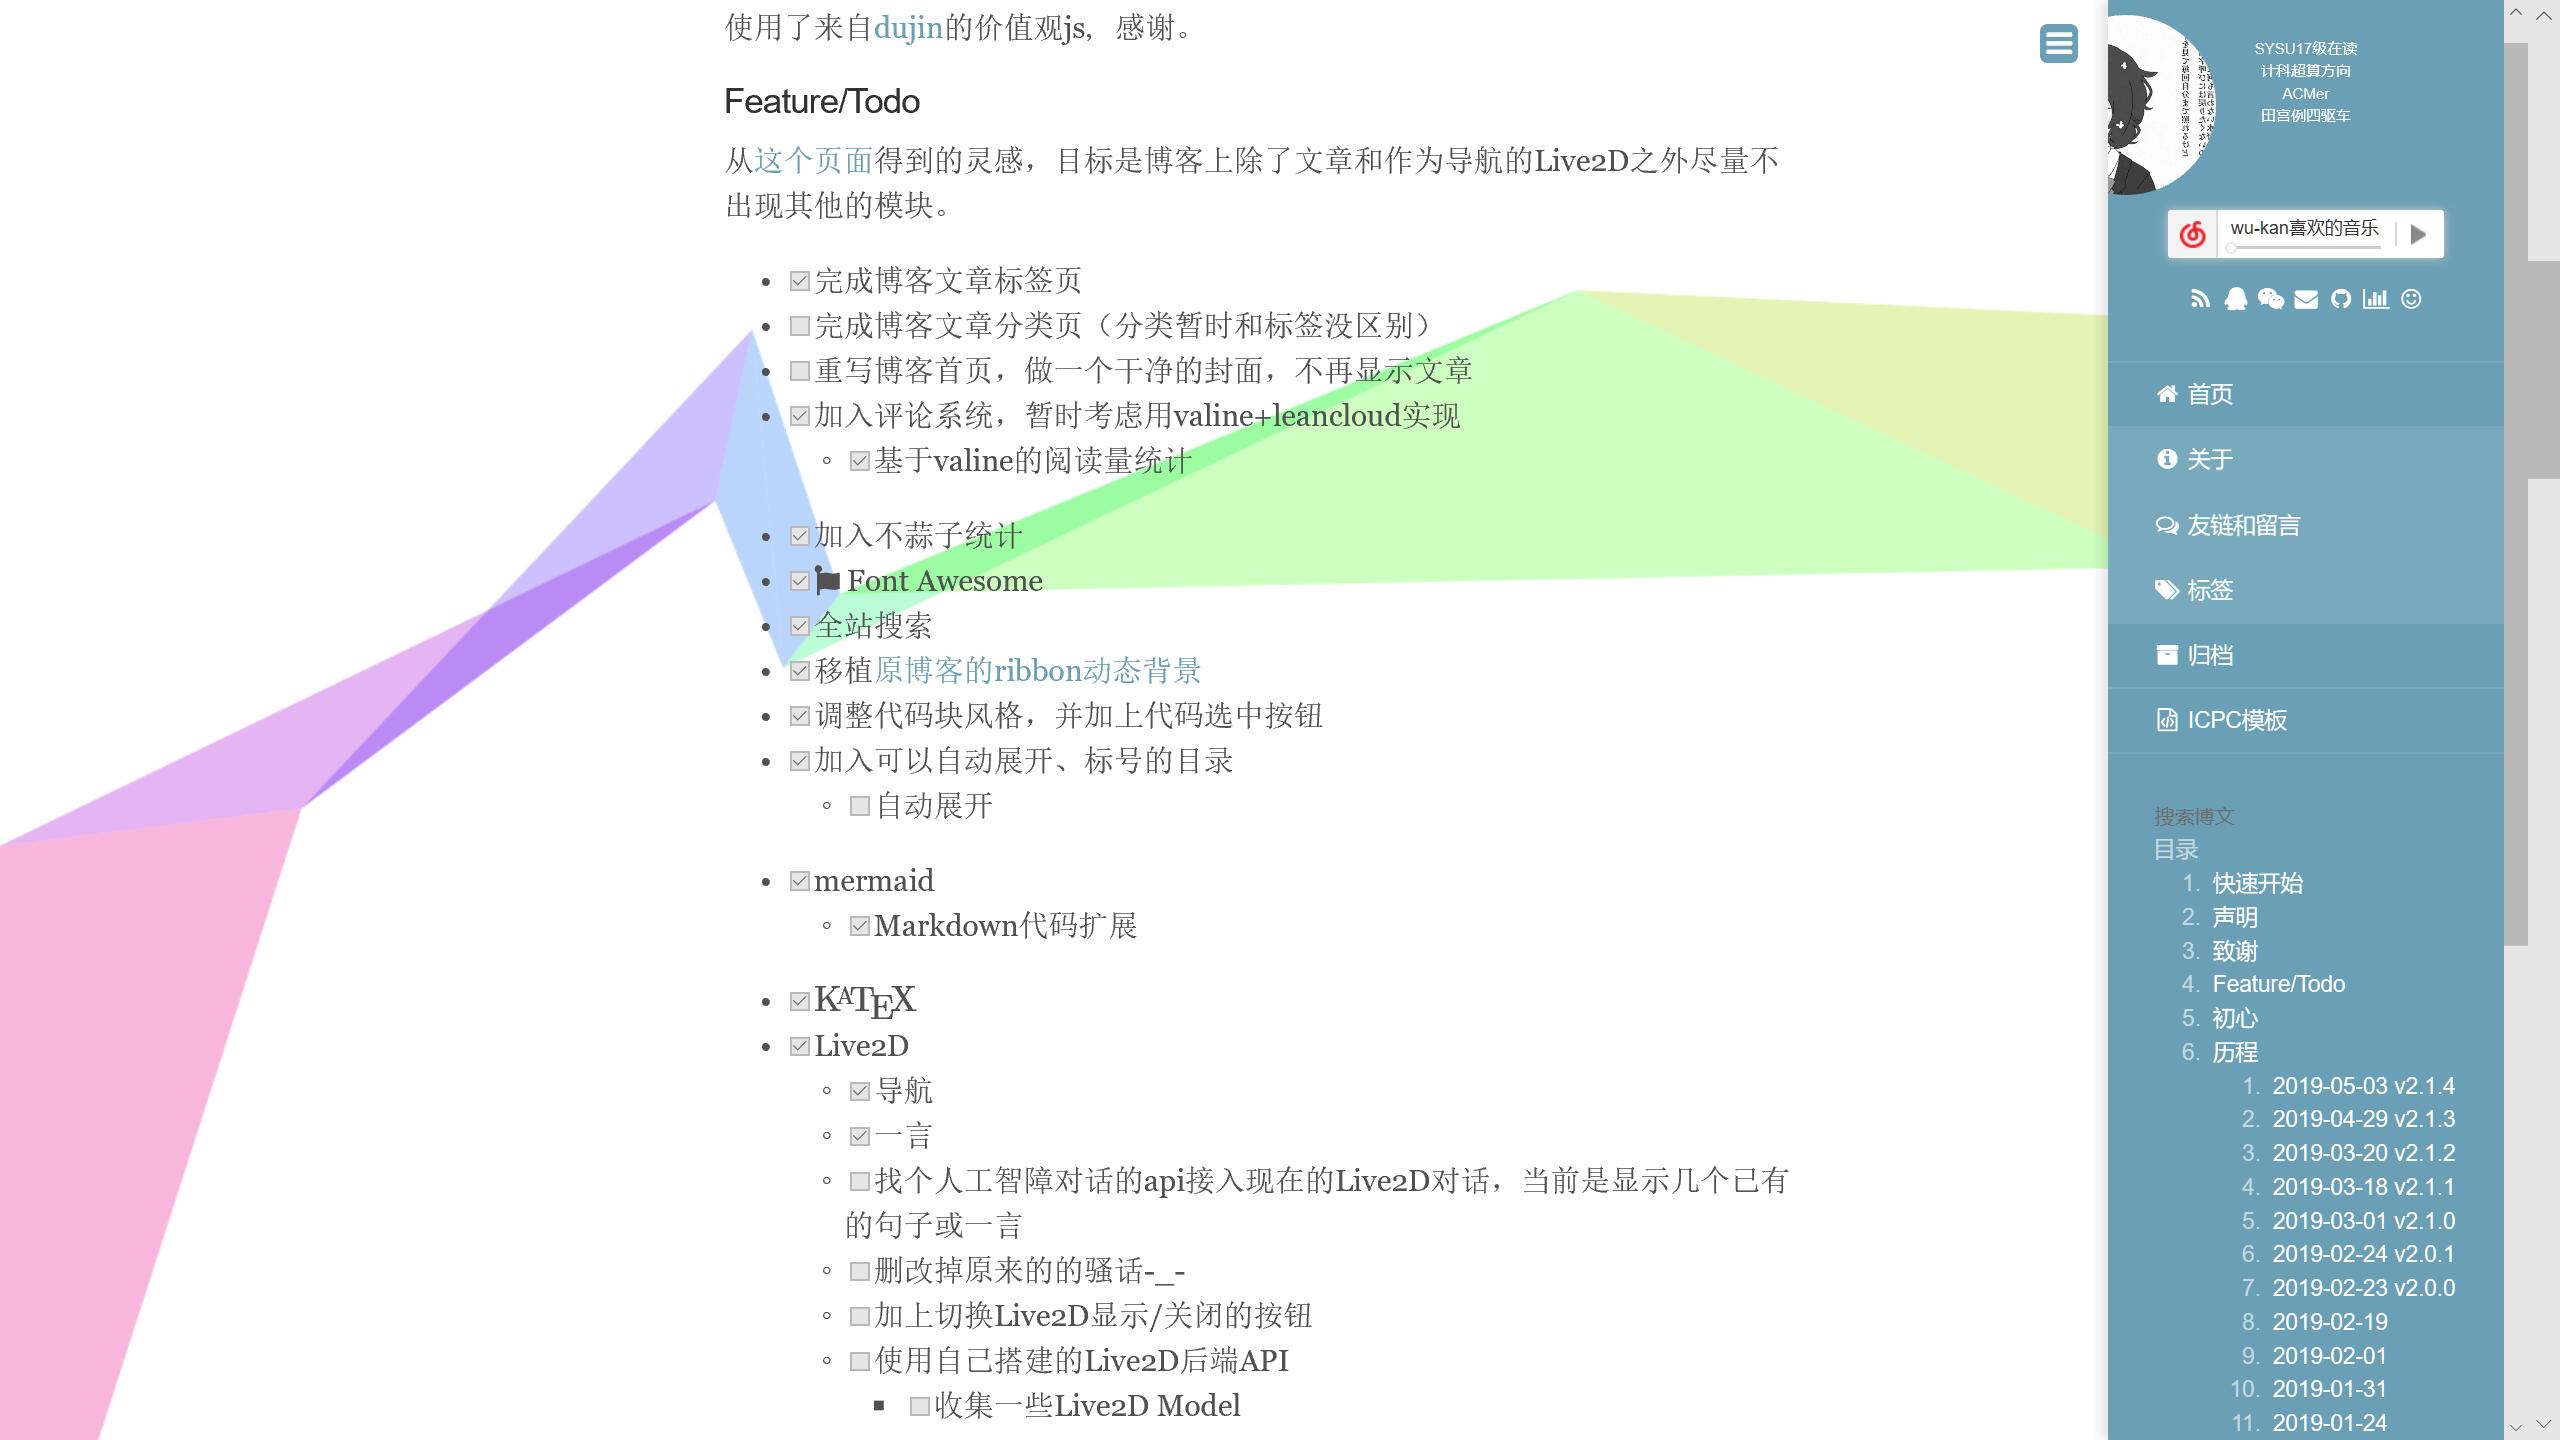 使用了来自dujin的价值观js，感谢。
Feature/Todo
从这个页面得到的灵感，目标是博客上除了文章和作为导航的Live2D之外尽量不
出现其他的模块。
完成博客文章标签页
完成博客文章分类页（分类暂时和标签没区别）
重写博客首页，做一个干净的封面，不再显示文章
加入评论系统，暂时考虑用valine+leancloud实现
基于valine的阅读量统计
加入不蒜子统计
Font Awesome
全站搜索
移植原博客的ribbon动态背景
调整代码块风格，并加上代码选中按钮
加入可以自动展开、标号的目录
自动展开
mermaid
Markdown代码扩展
KATEX
Live2D
导航
一言
找个人工智障对话的api接入现在的Live2D对话，当前是显示几个已有
的句子或一言
删改掉原来的的骚话-_-
加上切换Live2D显示/关闭的按钮
使用自己搭建的Live2D后端API
收集一些Live2D Model
SYSU17级在读
计科超算方向
ACMer
田宫例四驱车
wu-kan喜欢的音乐
首页
关于
友链和留言
标签
归档
ICPC模板
搜索博文
目录
1. 快速开始
2. 声明
3. 致谢
4. Feature/Todo
5. 初心
6. 历程
1. 2019-05-03 v2.1.4
2. 2019-04-29 v2.1.3
3. 2019-03-20 v2.1.2
4. 2019-03-18 v2.1.1
5. 2019-03-01 v2.1.0
6. 2019-02-24 v2.0.1
7. 2019-02-23 v2.0.0
8. 2019-02-19
9. 2019-02-01
10. 2019-01-31
11. 2019-01-24